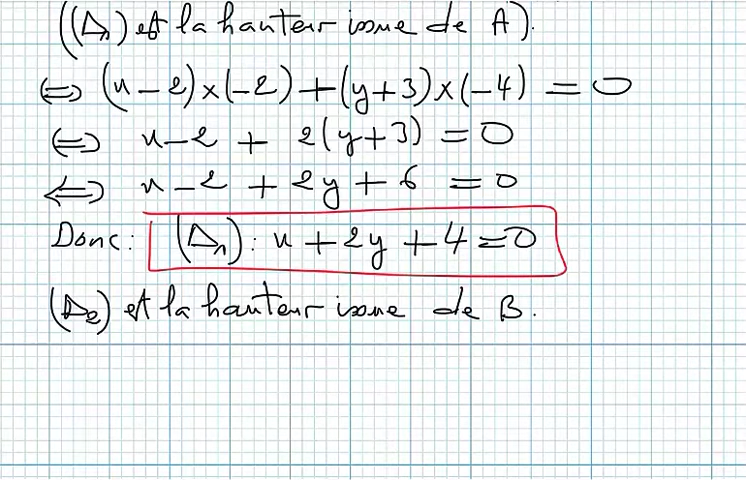 ((Δ₁) est la hauteur issue de A).
⇔ (x-2)×(-2)+(y+3)×(-4) = 0
⇔ x-2 + 2(y+3) = 0
⇔ x-2 + 2y + 6 = 0
Donc: (Δ₁): x + 2y + 4 = 0
(Δ₂) est la hauteur issue de B.